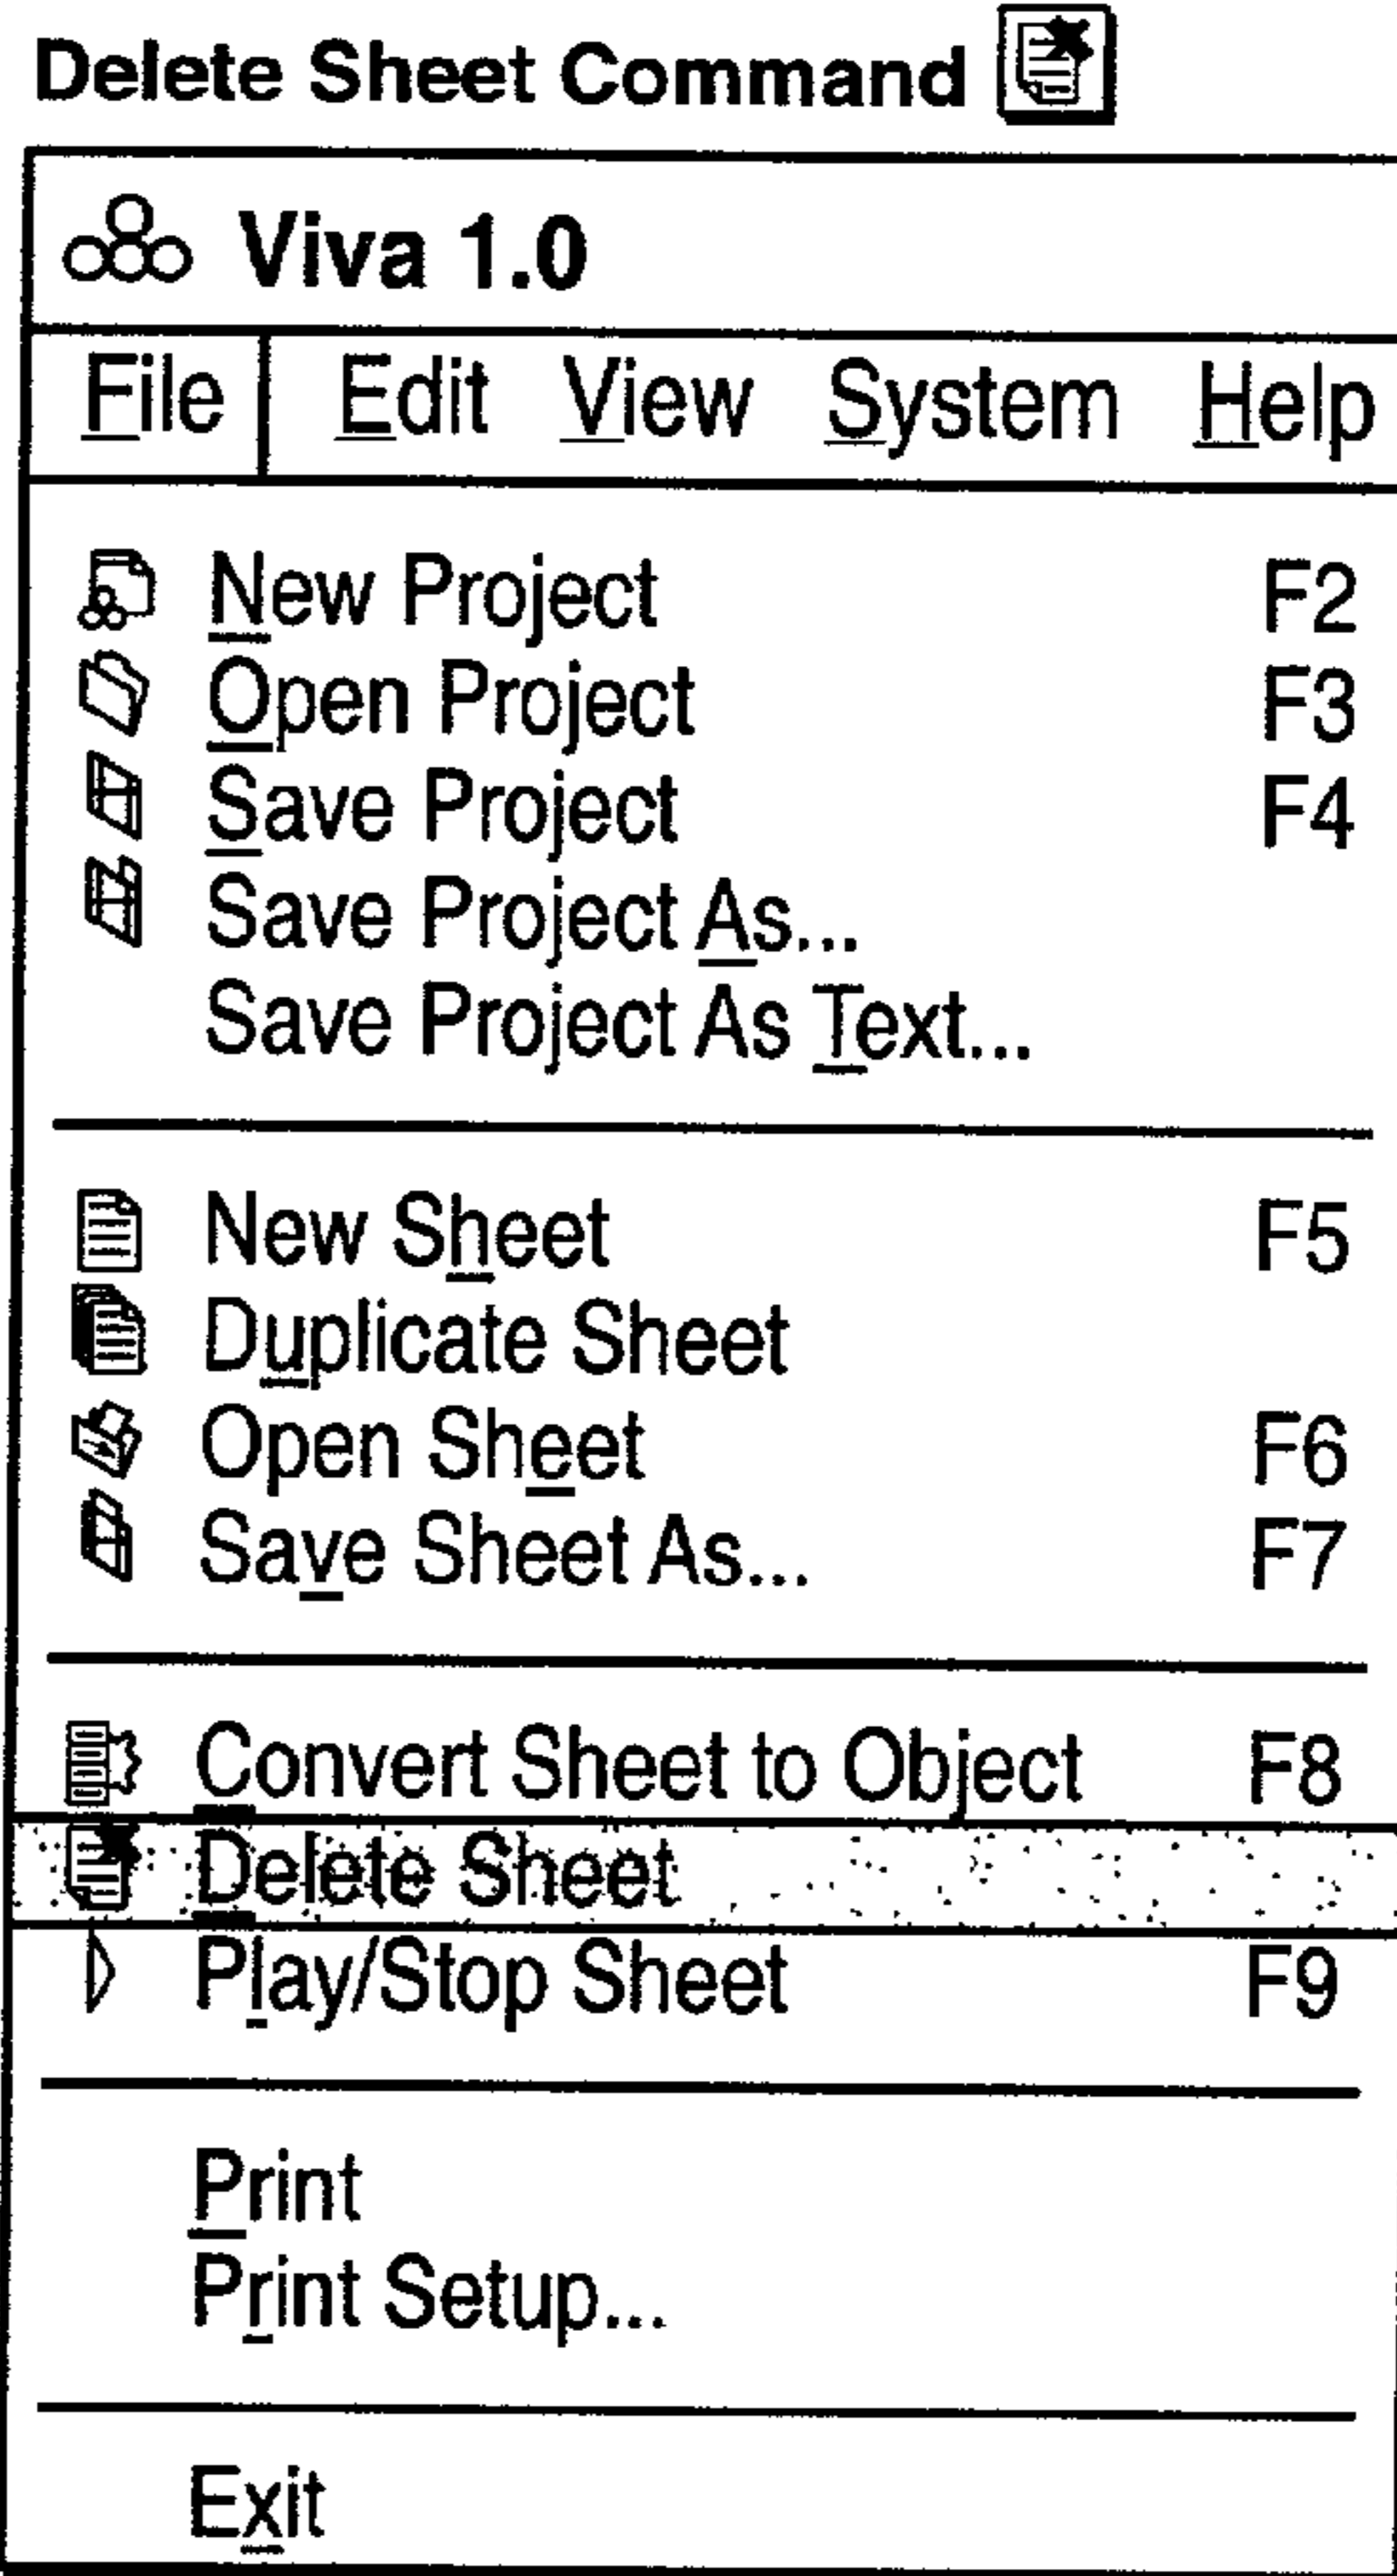 Delete Sheet Command
Viva 1.0
File Edit View System Help
New Project F2
Open Project F3
Save Project F4
Save Project As...
Save Project As Text...
New Sheet F5
Duplicate Sheet
Open Sheet F6
Save Sheet As... F7
Convert Sheet to Object F8
Delete Sheet
Play/Stop Sheet F9
Print
Print Setup...
Exit